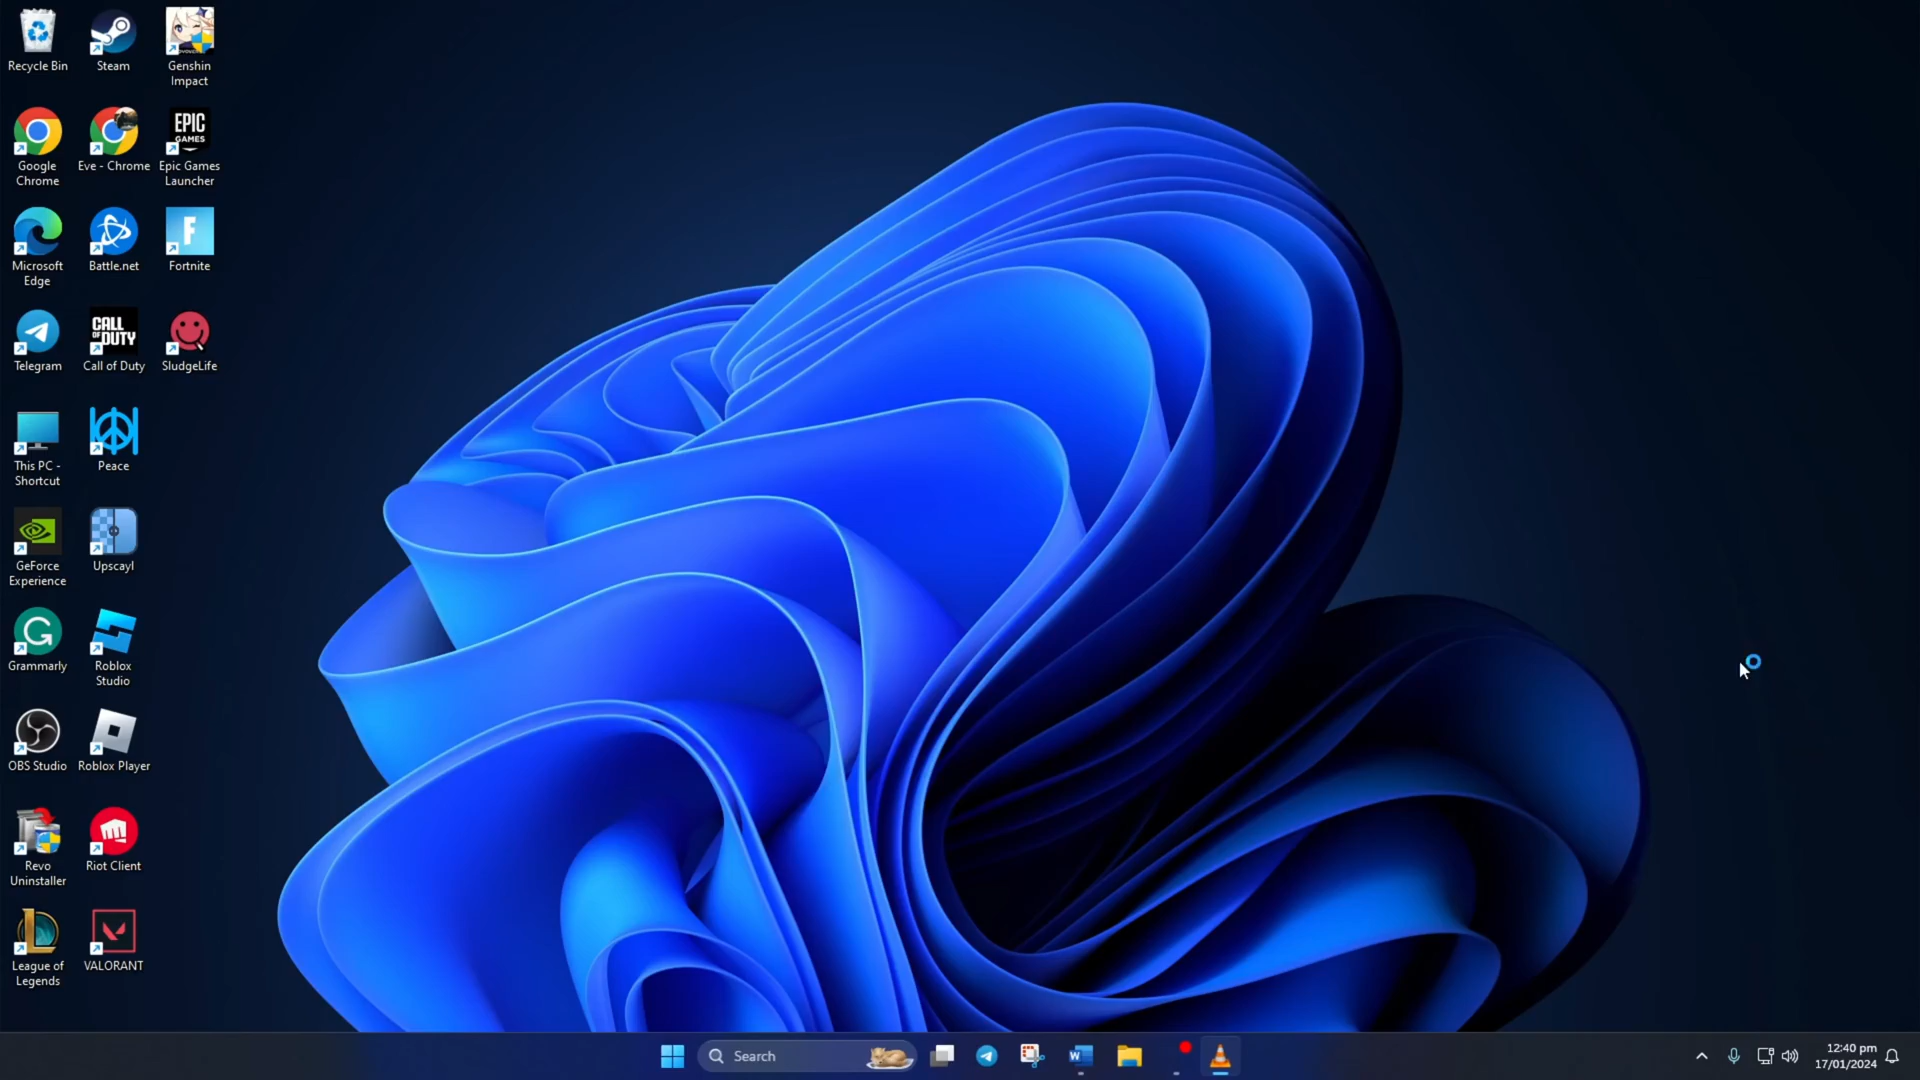 Recycle Bin
Steam
Genshin
Impact
Google
Chrome
Eve - Chrome
EPIC
GAMES
Epic Games
Launcher
Microsoft
Edge
Battle.net
F
Fortnite
Telegram
CALL
OF DUTY
Call of Duty
SludgeLife
This PC -
Shortcut
Peace
GeForce
Experience
Upscayl
G
Grammarly
Roblox
Studio
OBS Studio
Roblox Player
Revo
Uninstaller
Riot Client
L
League of
Legends
VALORANT
Search
W
12:40 pm
17/01/2024